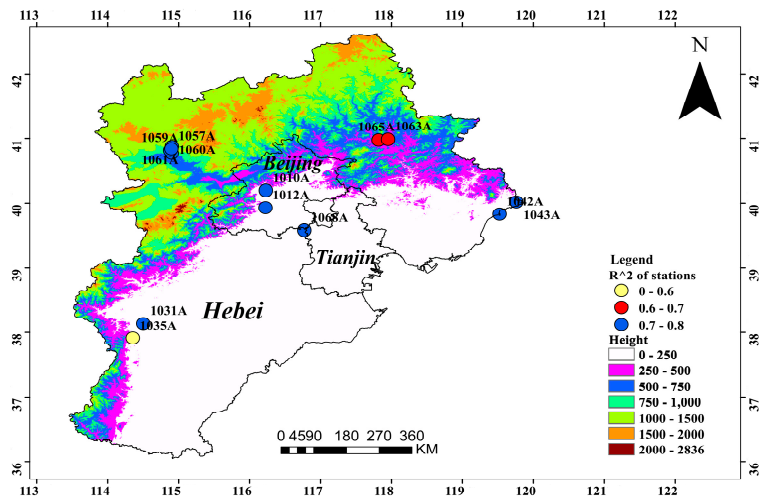 113 114 115 116 117 118 119 120 121 122
42
41
40
39
38
37
36
42
41
40
39
38
37
36
N
1065A 1063A
1059A 1057A
1060A
1061A
Beijing
1010A
1012A
1042A
1043A
1068A
Tianjin
1031A
1035A
Hebei
Legend
R^2 of stations
0 - 0.6
0.6 - 0.7
0.7 - 0.8
Height
0 - 250
250 - 500
500 - 750
750 - 1,000
1000 - 1500
1500 - 2000
2000 - 2836
0 4590 180 270 360
KM
113 114 115 116 117 118 119 120 121 122